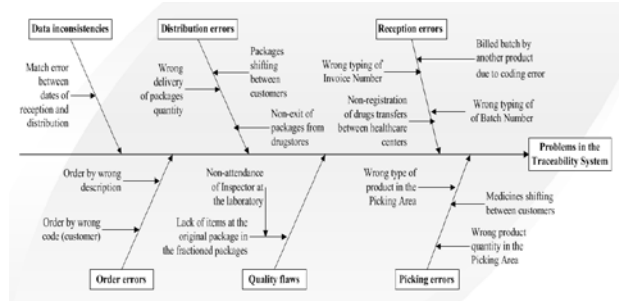 Data inconsistencies
Distribution errors
Reception errors
Match error
between
dates of
reception and
distribution
Wrong
delivery
of packages
quantity
Packages
shifting
between
customers
Non-exit of
packages from
drugstores
Wrong typing of
Invoice Number
Non-registration
of drugs transfers
between healthcare
centers
Billed batch by
another product
due to coding error
Wrong typing of
of Batch Number
Problems in the
Traceability System
Order by wrong
description
Order by wrong
code (customer)
Non-attendance
of Inspector at
the laboratory
Lack of items at the
original package in
the fractioned packages
Wrong type of
product in the
Picking Area
Medicines shifting
between customers
Wrong product
quantity in the
Picking Area
Order errors
Quality flaws
Picking errors